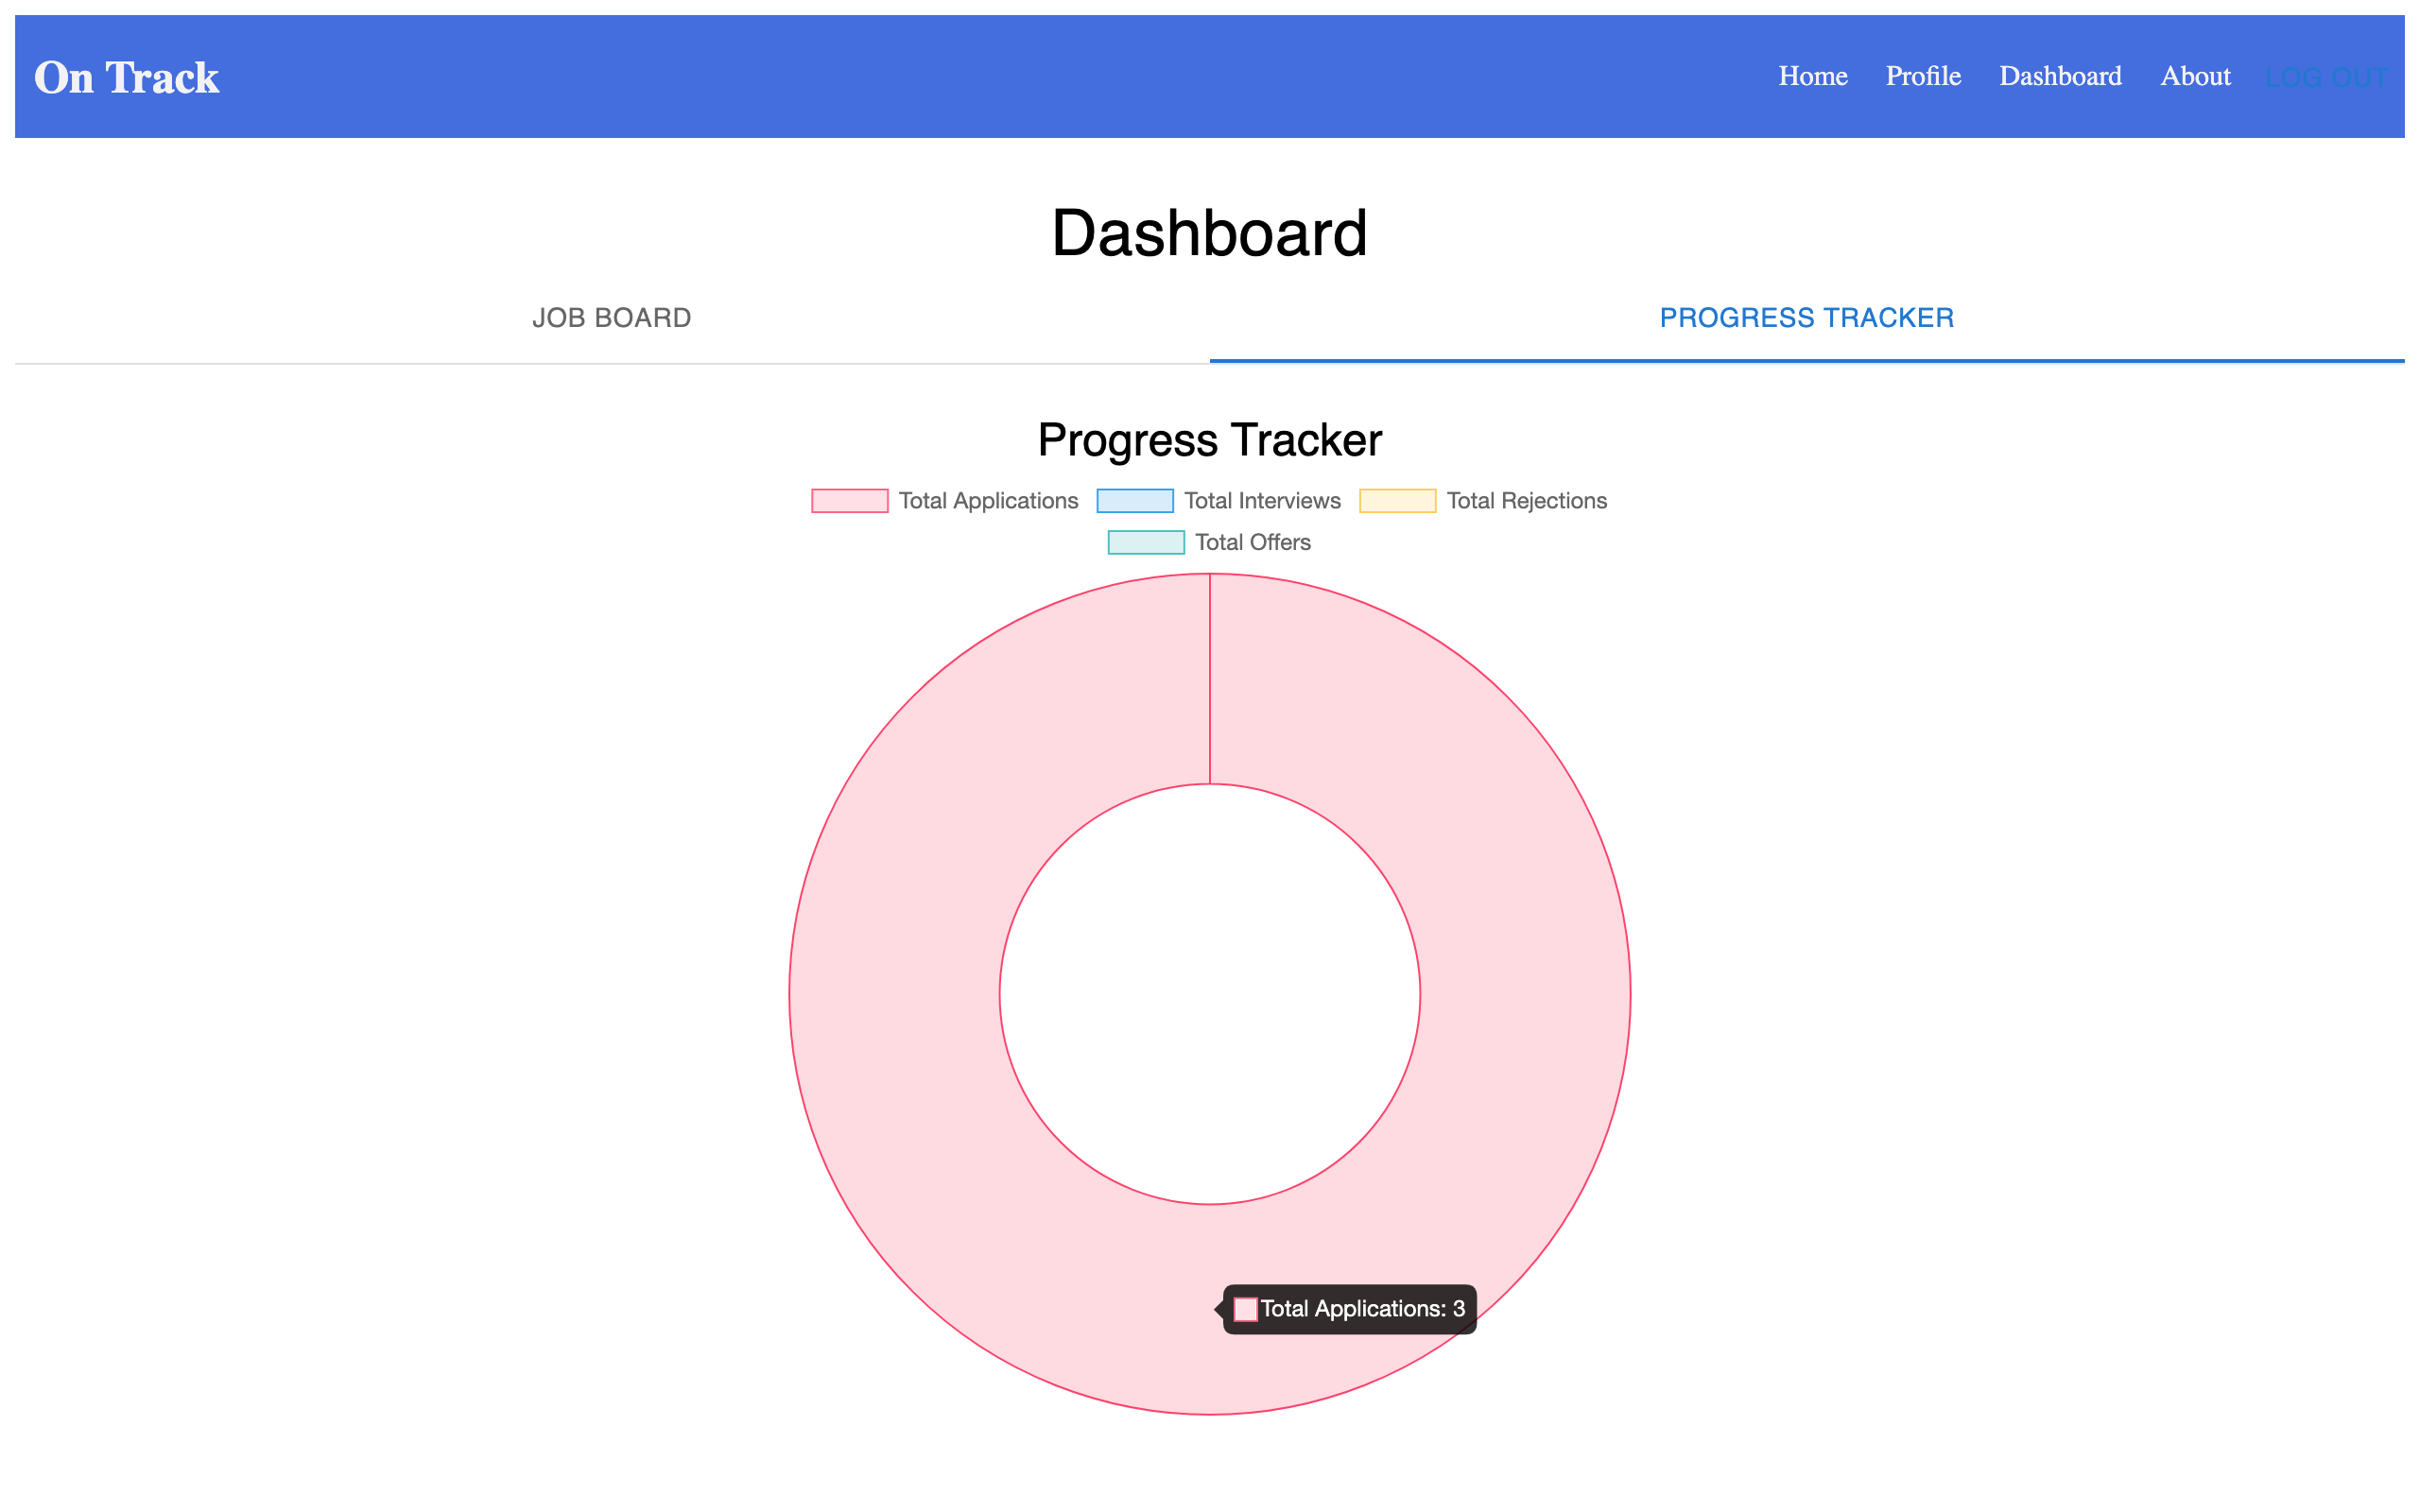 On Track
Home Profile Dashboard About LOG OUT
Dashboard
JOB BOARD PROGRESS TRACKER
Progress Tracker
Total Applications Total Interviews Total Rejections
Total Offers
Total Applications: 3